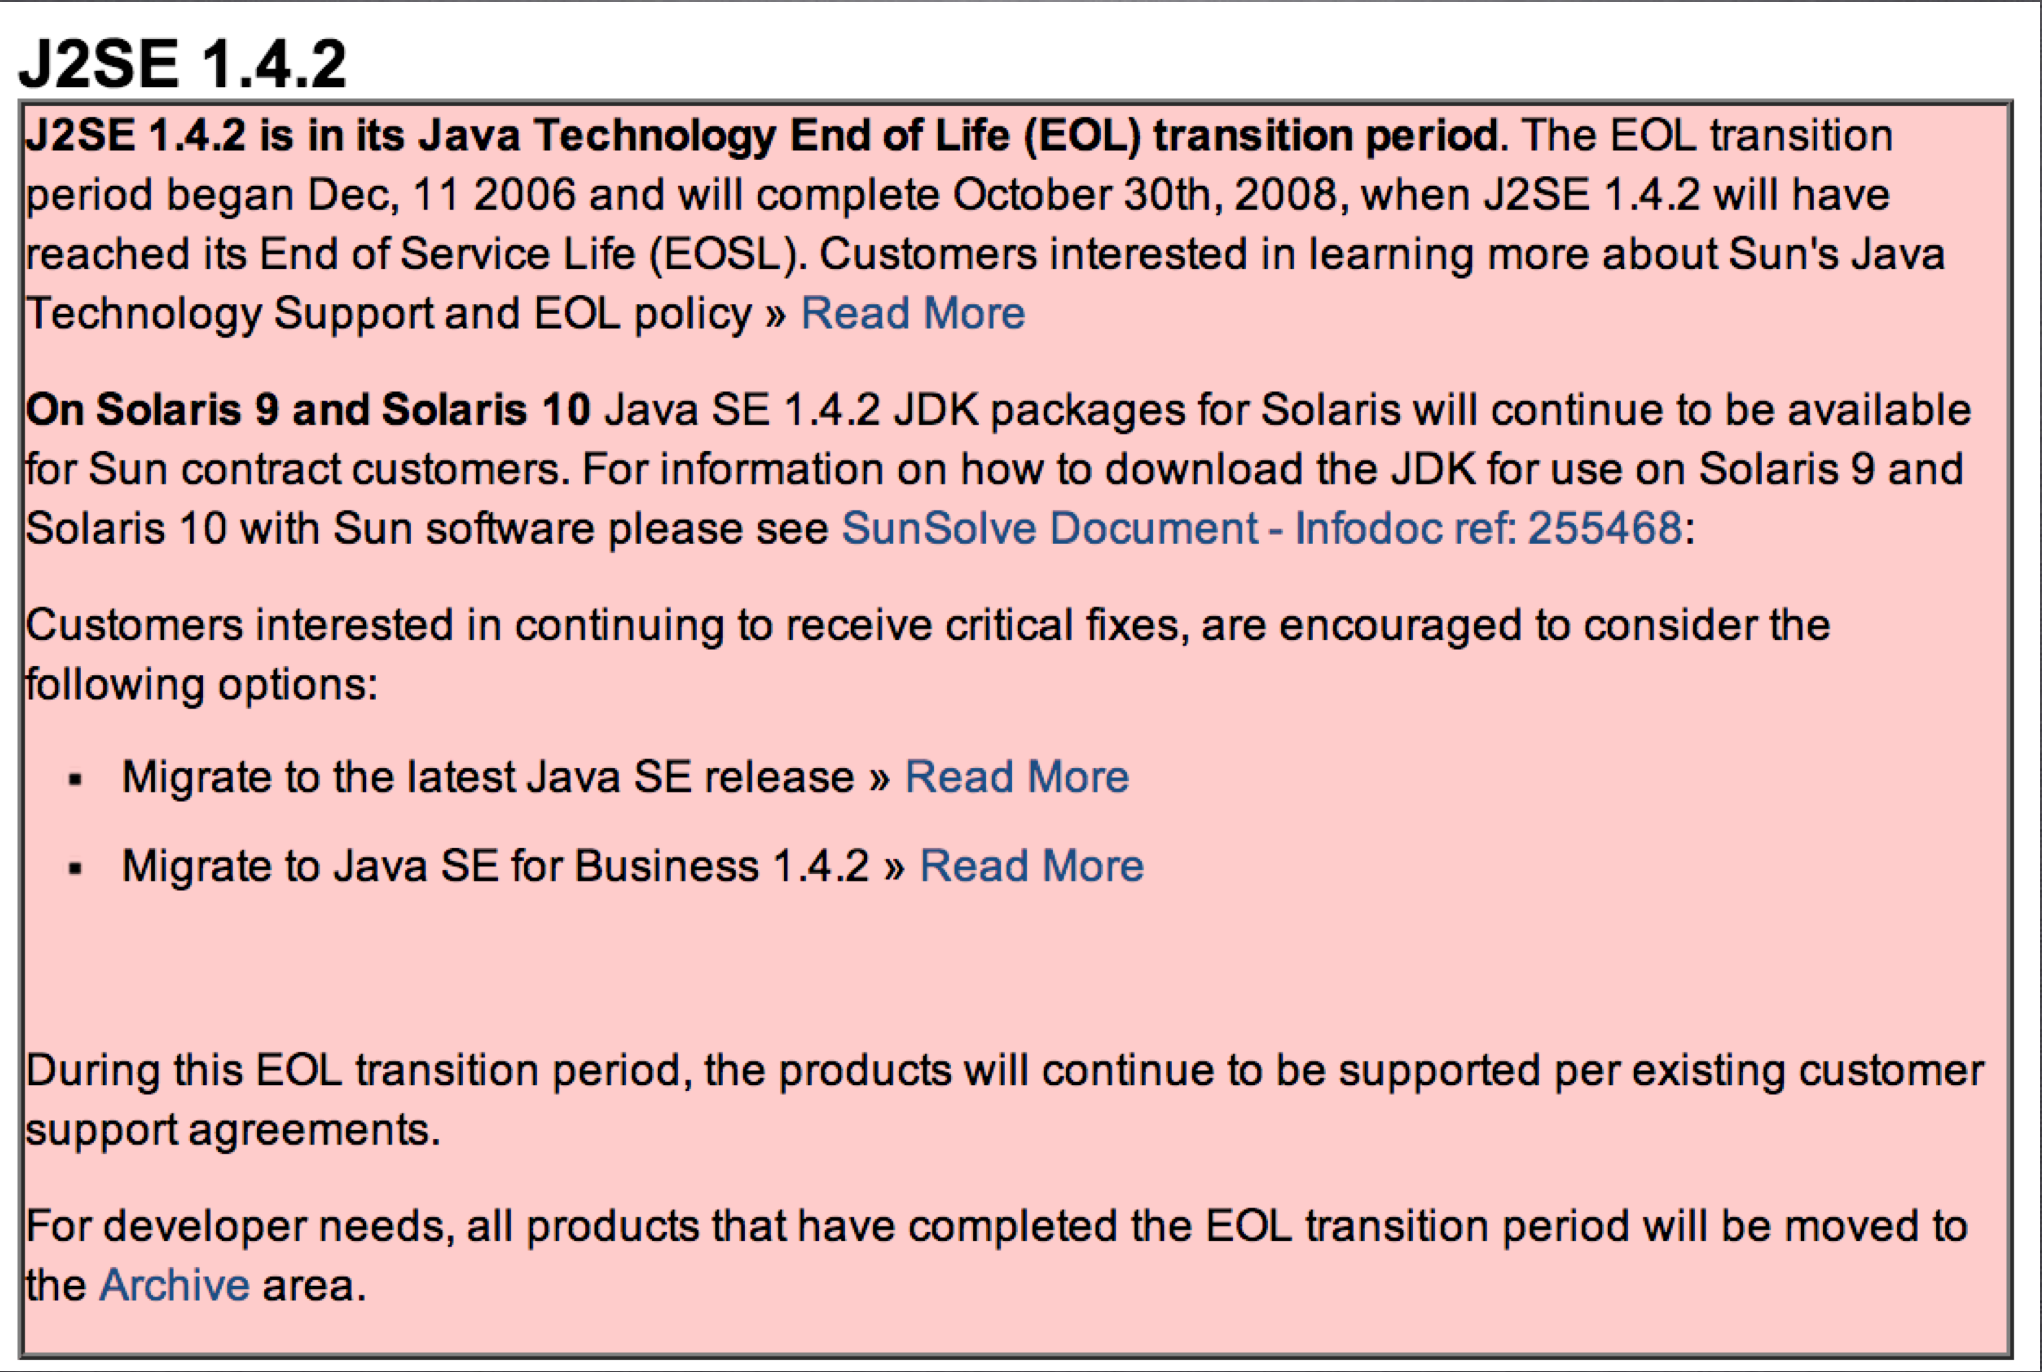 J2SE 1.4.2
J2SE 1.4.2 is in its Java Technology End of Life (EOL) transition period. The EOL transition
period began Dec, 11 2006 and will complete October 30th, 2008, when J2SE 1.4.2 will have
reached its End of Service Life (EOSL). Customers interested in learning more about Sun's Java
Technology Support and EOL policy » Read More
On Solaris 9 and Solaris 10 Java SE 1.4.2 JDK packages for Solaris will continue to be available
for Sun contract customers. For information on how to download the JDK for use on Solaris 9 and
Solaris 10 with Sun software please see SunSolve Document - Infodoc ref: 255468:
Customers interested in continuing to receive critical fixes, are encouraged to consider the
following options:
▪ Migrate to the latest Java SE release » Read More
▪ Migrate to Java SE for Business 1.4.2 » Read More
During this EOL transition period, the products will continue to be supported per existing customer
support agreements.
For developer needs, all products that have completed the EOL transition period will be moved to
the Archive area.